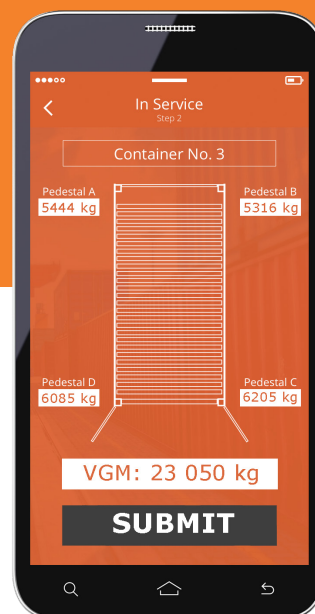 In Service
Step 2
Container No. 3
Pedestal A
5444 kg
Pedestal B
5316 kg
Pedestal D
6085 kg
Pedestal C
6205 kg
VGM: 23 050 kg
SUBMIT